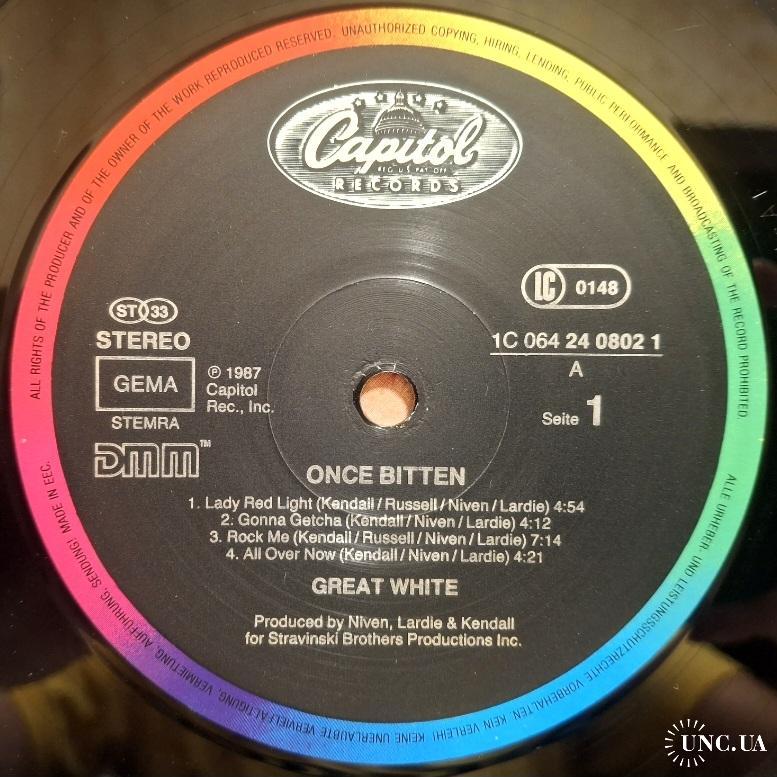 ALL RIGHTS OF THE PRODUCER AND OF THE OWNER OF THE WORK REPRODUCED RESERVED. UNAUTHORIZED COPYING, HIRING, LENDING, PUBLIC PERFORMANCE AND BROADCASTING OF THE RECORD PROHIBITED.
Capitol
REG. U.S. PAT. OFF.
RECORDS
LC 0148
ST 33
STEREO
1C 064 24 0802 1
GEMA
STEMRA
℗ 1987
Capitol
Rec., Inc.
A
Seite 1
DMM™
ONCE BITTEN
1. Lady Red Light (Kendall/Russell/Niven/Lardie) 4:54
2. Gonna Getcha (Kendall/Niven/Lardie) 4:12
3. Rock Me (Kendall/Russell/Niven/Lardie) 7:14
4. All Over Now (Kendall/Niven/Lardie) 4:21
GREAT WHITE
Produced by Niven, Lardie & Kendall
for Stravinski Brothers Productions Inc.
ALLE URHEBER- UND LEISTUNGSSCHUTZRECHTE VORBEHALTEN. KEIN VERLEIH! KEINE UNERLAUBTE VERVIELFÄLTIGUNG, VERMIETUNG, AUFFÜHRUNG, SENDUNG! MADE IN EEC.
UNC.UA